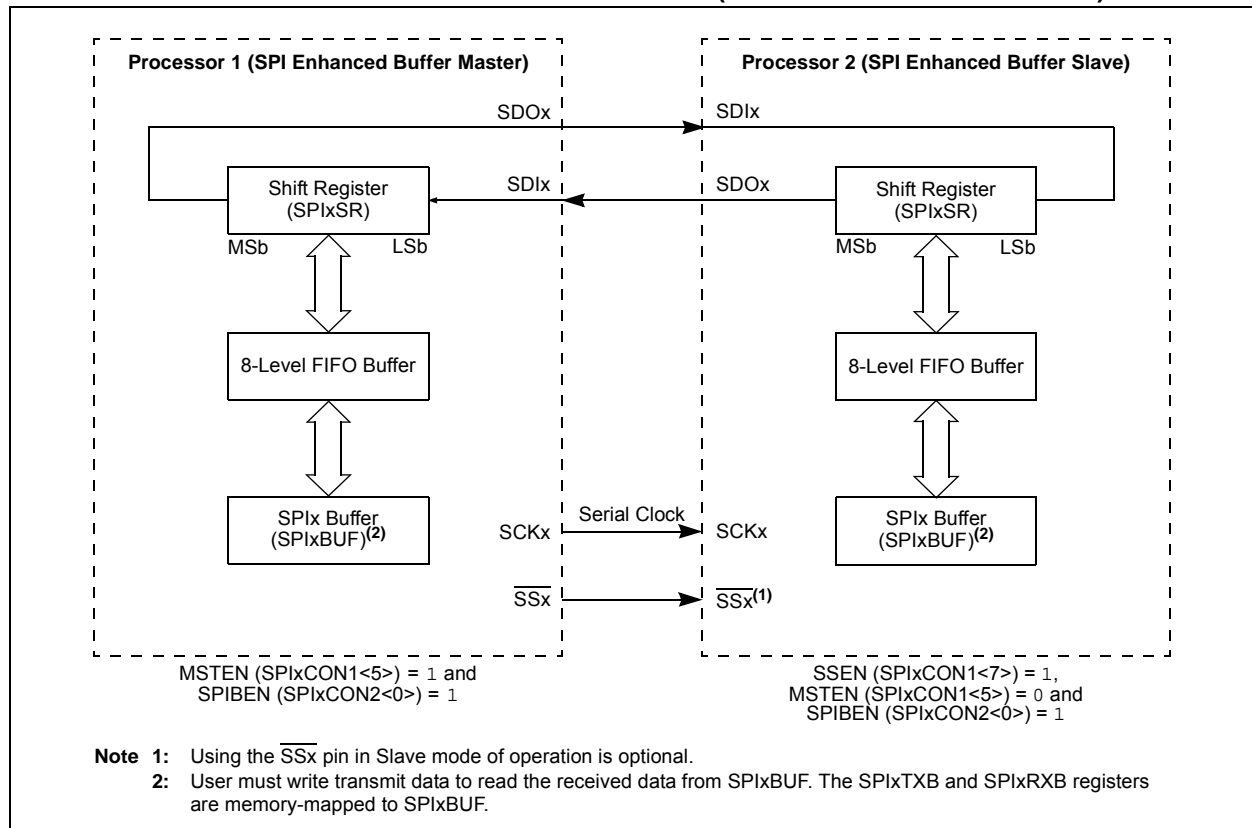 Processor 1 (SPI Enhanced Buffer Master)
Processor 2 (SPI Enhanced Buffer Slave)
SDOx
SDIx
Shift Register
(SPIxSR)
SDIx
SDOx
Shift Register
(SPIxSR)
MSb
LSb
MSb
LSb
8-Level FIFO Buffer
8-Level FIFO Buffer
SPIx Buffer
(SPIxBUF)(2)
SCKx
Serial Clock
SCKx
SPIx Buffer
(SPIxBUF)(2)
SSx
SSx(1)
MSTEN (SPIxCON1<5>) = 1 and
SPIBEN (SPIxCON2<0>) = 1
SSEN (SPIxCON1<7>) = 1,
MSTEN (SPIxCON1<5>) = 0 and
SPIBEN (SPIxCON2<0>) = 1
Note 1: Using the SSx pin in Slave mode of operation is optional.
2: User must write transmit data to read the received data from SPIxBUF. The SPIxTXB and SPIxRXB registers
are memory-mapped to SPIxBUF.